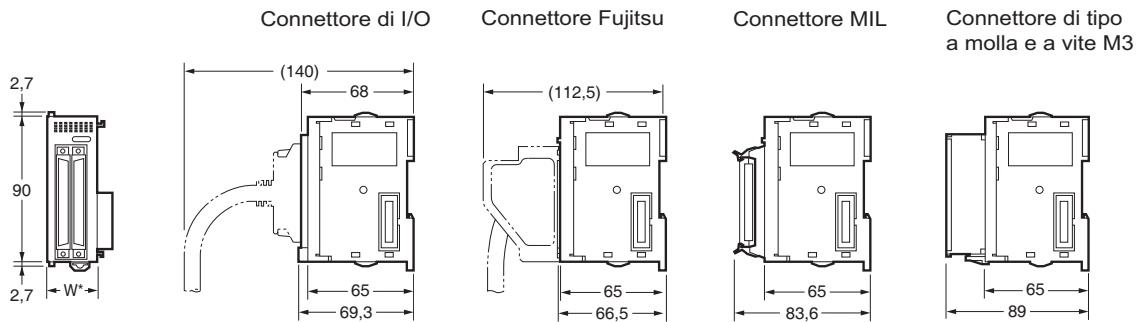 Connettore di I/O
Connettore Fujitsu
Connettore MIL
Connettore di tipo
a molla e a vite M3
2,7
90
2,7
W*
(140)
68
65
69,3
(112,5)
65
66,5
65
83,6
65
89